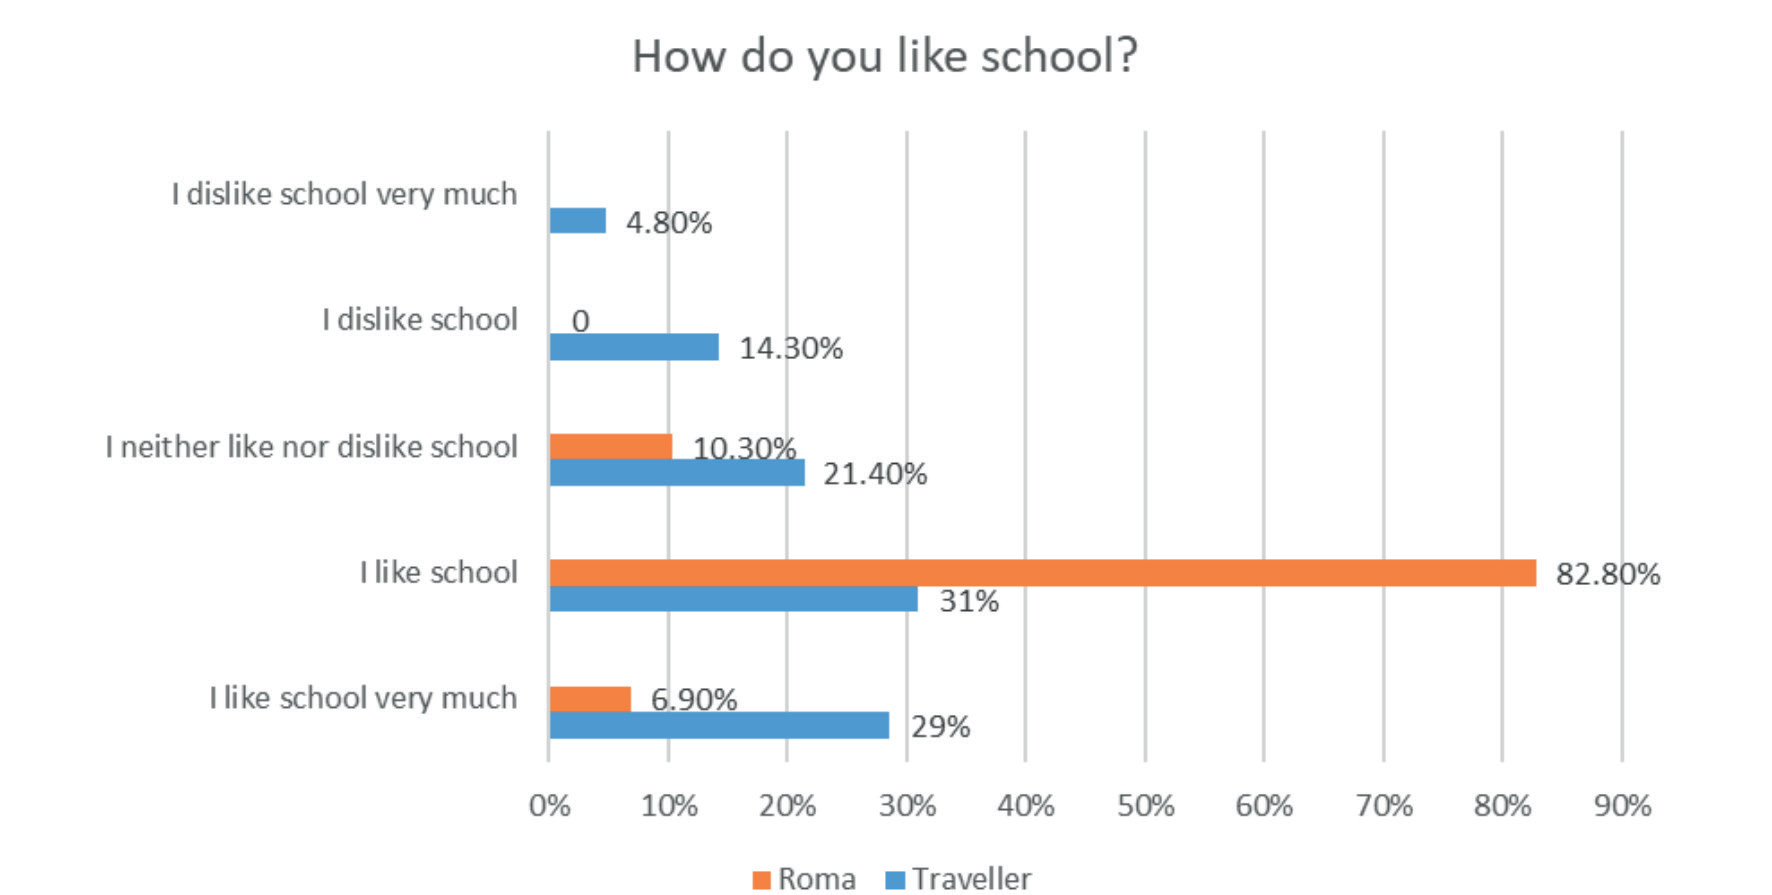 How do you like school?
I dislike school very much
4.80%
I dislike school
0
14.30%
I neither like nor dislike school
10.30%
21.40%
I like school
82.80%
31%
I like school very much
6.90%
29%
0% 10% 20% 30% 40% 50% 60% 70% 80% 90%
Roma Traveller